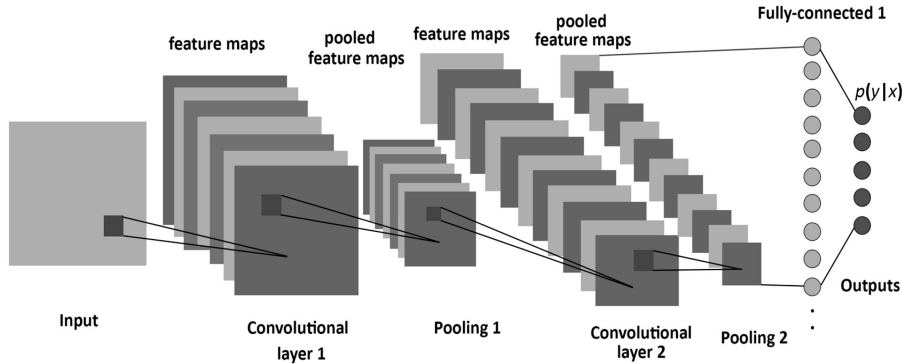 Fully-connected 1
feature maps
pooled
feature maps
feature maps
pooled
feature maps
p(y|x)
Outputs
Input
Convolutional
layer 1
Pooling 1
Convolutional
layer 2
Pooling 2